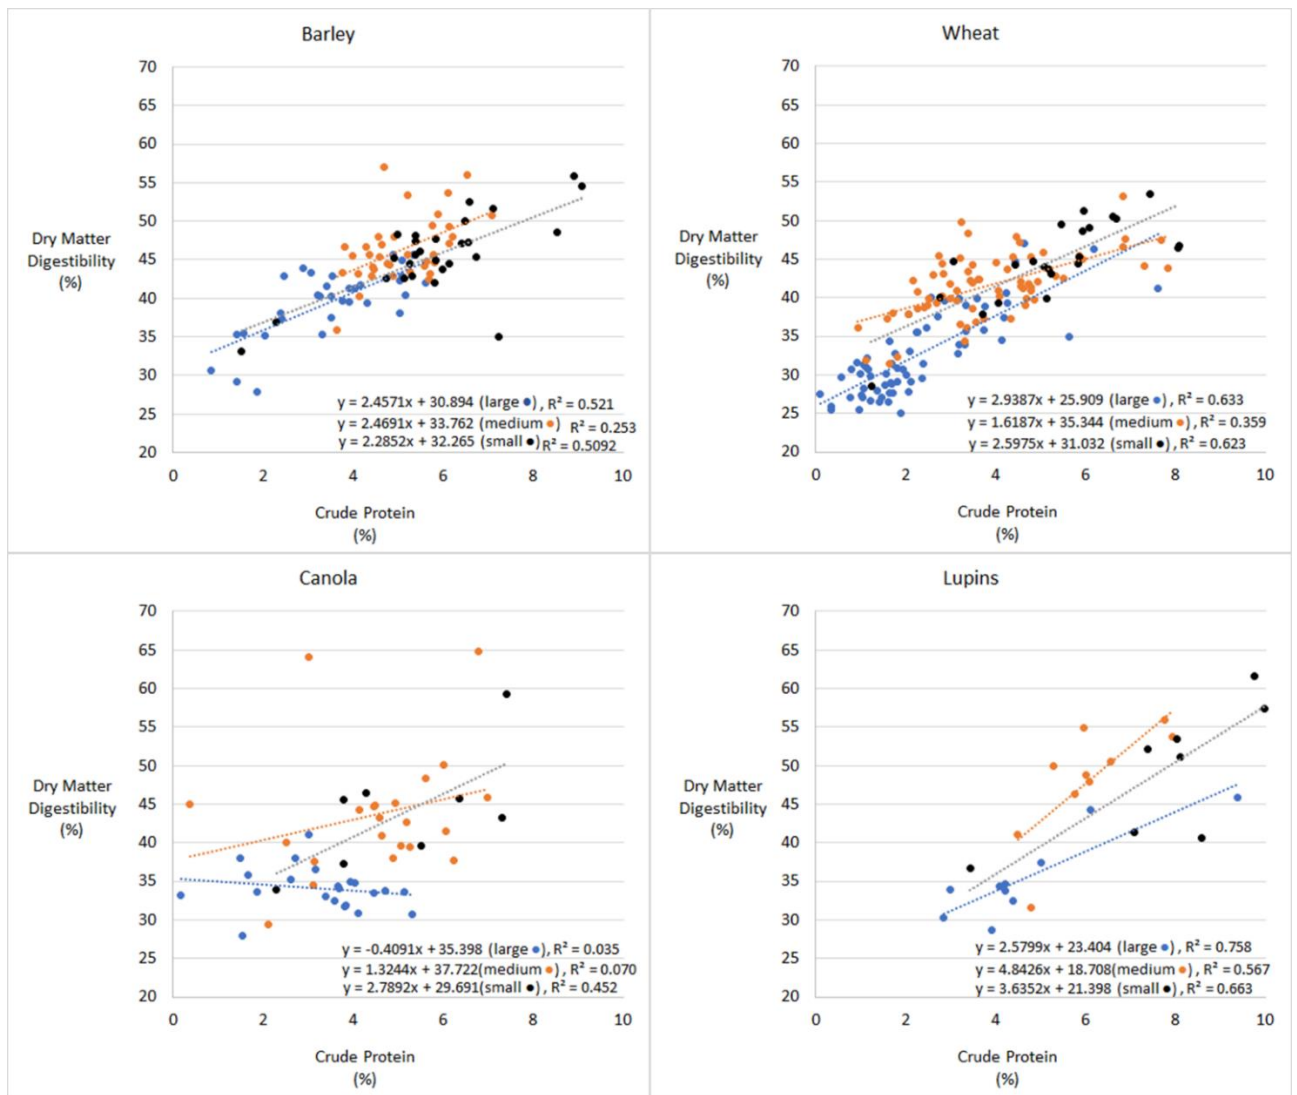 Barley
70
65
60
55
50
45
40
35
30
25
20
Dry Matter
Digestibility
(%)
y = 2.4571x + 30.894 (large ●) , R² = 0.521
y = 2.4691x + 33.762 (medium ●) R² = 0.253
y = 2.2852x + 32.265 (small ●) R² = 0.5092
0 2 4 6 8 10
Crude Protein
(%)
Wheat
70
65
60
55
50
45
40
35
30
25
20
Dry Matter
Digestibility
(%)
y = 2.9387x + 25.909 (large ●) , R² = 0.633
y = 1.6187x + 35.344 (medium ●), R² = 0.359
y = 2.5975x + 31.032 (small ●) , R² = 0.623
0 2 4 6 8 10
Crude Protein
(%)
Canola
70
65
60
55
50
45
40
35
30
25
20
Dry Matter
Digestibility
(%)
y = -0.4091x + 35.398 (large ●) , R² = 0.035
y = 1.3244x + 37.722(medium ●) , R² = 0.070
y = 2.7892x + 29.691(small ●) , R² = 0.452
0 2 4 6 8 10
Crude Protein
(%)
Lupins
70
65
60
55
50
45
40
35
30
25
20
Dry Matter
Digestibility
(%)
y = 2.5799x + 23.404 (large ●) , R² = 0.758
y = 4.8426x + 18.708(medium ●) , R² = 0.567
y = 3.6352x + 21.398 (small ●) , R² = 0.663
0 2 4 6 8 10
Crude Protein
(%)